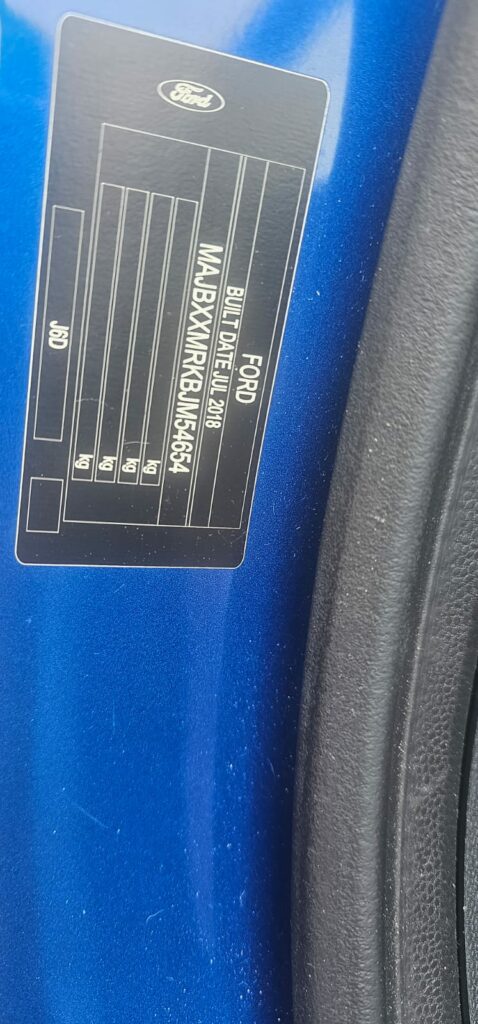 Ford
FORD
BUILT DATE JUL 2018
MAJBXXMRKBJM54654
kg
kg
kg
kg
J6D